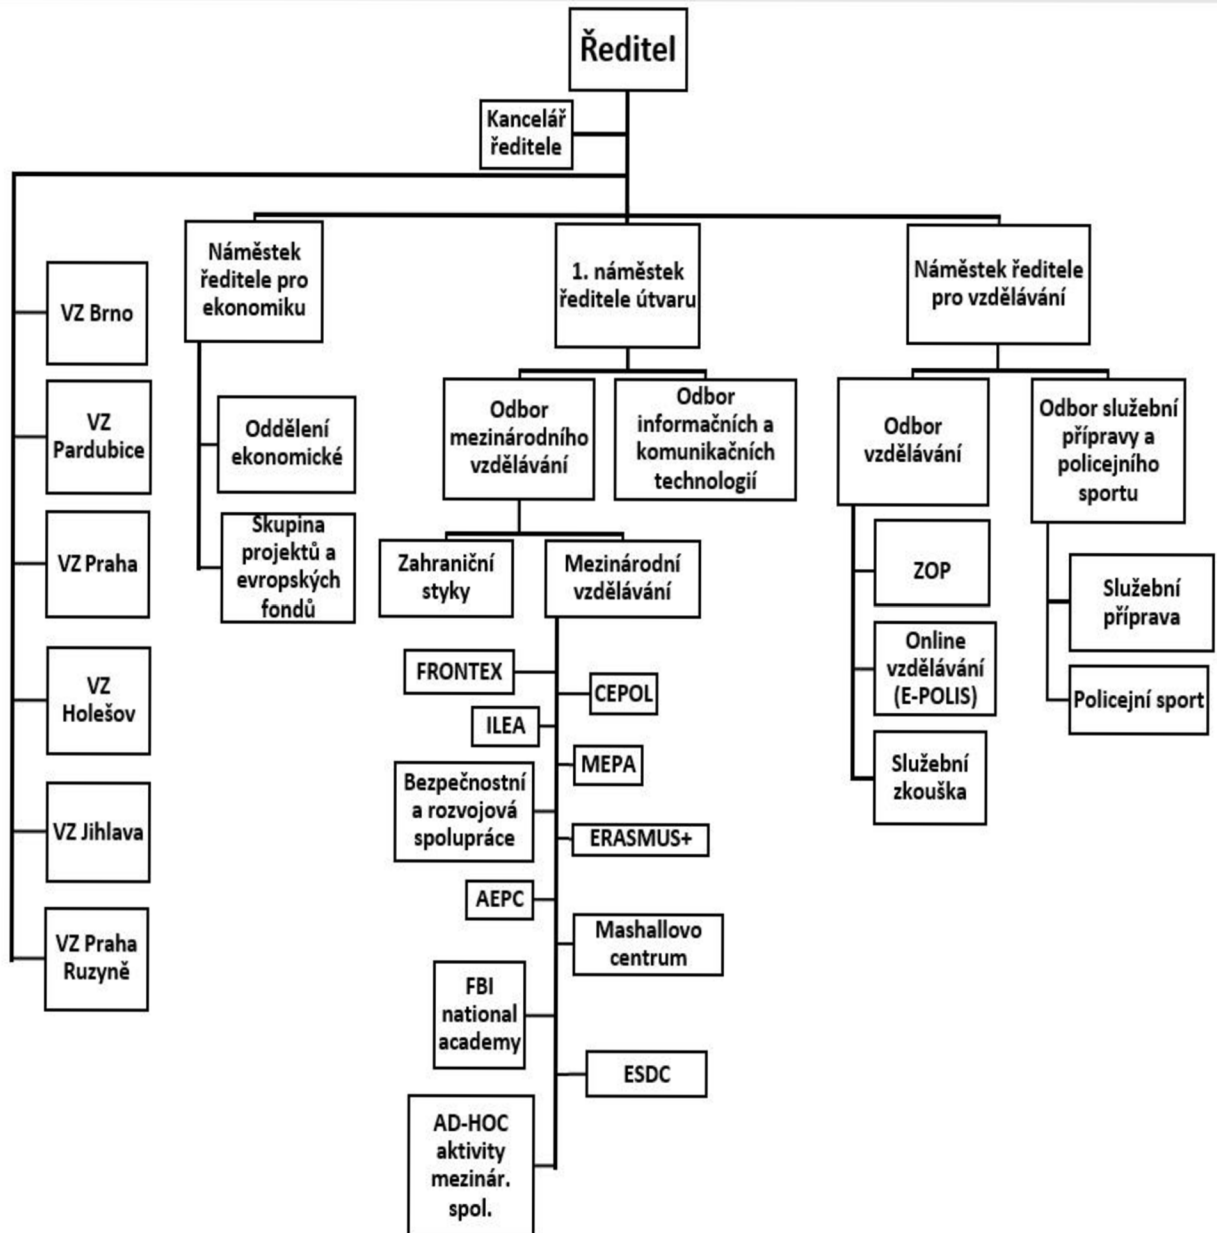 Ředitel
Kancelář
ředitele
Náměstek
ředitele pro
ekonomiku
1. náměstek
ředitele útvaru
Náměstek ředitele
pro vzdělávání
VZ Brno
VZ
Pardubice
VZ Praha
VZ
Holešov
VZ Jihlava
VZ Praha
Ruzyně
Oddělení
ekonomické
Skupina
projektů a
evropských
fondů
Odbor
mezinárodního
vzdělávání
Odbor
informačních a
komunikačních
technologií
Zahraniční
styky
Mezinárodní
vzdělávání
FRONTEX
CEPOL
ILEA
MEPA
Bezpečnostní
a rozvojová
spolupráce
ERASMUS+
AEPC
Mashallovo
centrum
FBI
national
academy
ESDC
AD-HOC
aktivity
mezinár.
spol.
Odbor
vzdělávání
Odbor služební
přípravy a
policejního
sportu
ZOP
Online
vzdělávání
(E-POLIS)
Služební
zkouška
Služební
příprava
Policejní sport